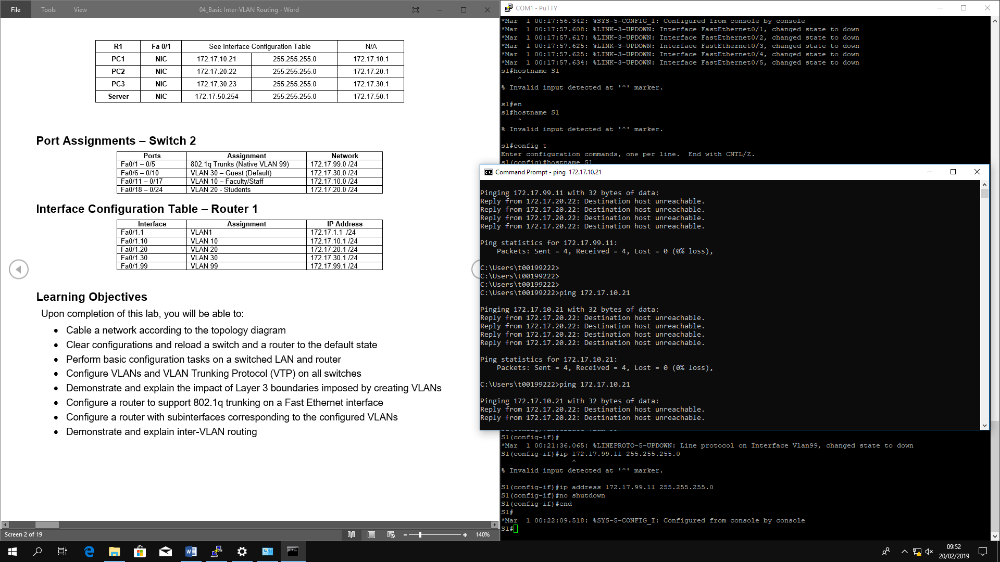 File Tools View 04_Basic Inter-VLAN Routing - Word
R1 Fa 0/1 See Interface Configuration Table N/A
PC1 NIC 172.17.10.21 255.255.255.0 172.17.10.1
PC2 NIC 172.17.20.22 255.255.255.0 172.17.20.1
PC3 NIC 172.17.30.23 255.255.255.0 172.17.30.1
Server NIC 172.17.50.254 255.255.255.0 172.17.50.1
Port Assignments – Switch 2
Ports Assignment Network
Fa0/1 – 0/5 802.1q Trunks (Native VLAN 99) 172.17.99.0 /24
Fa0/6 – 0/10 VLAN 30 – Guest (Default) 172.17.30.0 /24
Fa0/11 – 0/17 VLAN 10 – Faculty/Staff 172.17.10.0 /24
Fa0/18 – 0/24 VLAN 20 - Students 172.17.20.0 /24
Interface Configuration Table – Router 1
Interface Assignment IP Address
Fa0/1.1 VLAN1 172.17.1.1 /24
Fa0/1.10 VLAN 10 172.17.10.1 /24
Fa0/1.20 VLAN 20 172.17.20.1 /24
Fa0/1.30 VLAN 30 172.17.30.1 /24
Fa0/1.99 VLAN 99 172.17.99.1 /24
Learning Objectives
Upon completion of this lab, you will be able to:
• Cable a network according to the topology diagram
• Clear configurations and reload a switch and a router to the default state
• Perform basic configuration tasks on a switched LAN and router
• Configure VLANs and VLAN Trunking Protocol (VTP) on all switches
• Demonstrate and explain the impact of Layer 3 boundaries imposed by creating VLANs
• Configure a router to support 802.1q trunking on a Fast Ethernet interface
• Configure a router with subinterfaces corresponding to the configured VLANs
• Demonstrate and explain inter-VLAN routing
Screen 2 of 19
140%
COM1 - PuTTY
*Mar  1 00:17:56.342: %SYS-5-CONFIG_I: Configured from console by console
*Mar  1 00:17:57.608: %LINK-3-UPDOWN: Interface FastEthernet0/1, changed state to down
*Mar  1 00:17:57.617: %LINK-3-UPDOWN: Interface FastEthernet0/2, changed state to down
*Mar  1 00:17:57.625: %LINK-3-UPDOWN: Interface FastEthernet0/3, changed state to down
*Mar  1 00:17:57.625: %LINK-3-UPDOWN: Interface FastEthernet0/4, changed state to down
*Mar  1 00:17:57.634: %LINK-3-UPDOWN: Interface FastEthernet0/5, changed state to down
s1#hostname S1
^
% Invalid input detected at '^' marker.
s1#en
s1#hostname S1
^
% Invalid input detected at '^' marker.
s1#config t
Enter configuration commands, one per line.  End with CNTL/Z.
s1(config)#hostname S1
Command Prompt - ping  172.17.10.21
Pinging 172.17.99.11 with 32 bytes of data:
Reply from 172.17.20.22: Destination host unreachable.
Reply from 172.17.20.22: Destination host unreachable.
Reply from 172.17.20.22: Destination host unreachable.
Reply from 172.17.20.22: Destination host unreachable.
Ping statistics for 172.17.99.11:
Packets: Sent = 4, Received = 4, Lost = 0 (0% loss),
C:\Users\t00199222>
C:\Users\t00199222>
C:\Users\t00199222>
C:\Users\t00199222>ping 172.17.10.21
Pinging 172.17.10.21 with 32 bytes of data:
Reply from 172.17.20.22: Destination host unreachable.
Reply from 172.17.20.22: Destination host unreachable.
Reply from 172.17.20.22: Destination host unreachable.
Reply from 172.17.20.22: Destination host unreachable.
Ping statistics for 172.17.10.21:
Packets: Sent = 4, Received = 4, Lost = 0 (0% loss),
C:\Users\t00199222>ping 172.17.10.21
Pinging 172.17.10.21 with 32 bytes of data:
Reply from 172.17.20.22: Destination host unreachable.
Reply from 172.17.20.22: Destination host unreachable.
S1(config-if)#
*Mar  1 00:21:36.065: %LINEPROTO-5-UPDOWN: Line protocol on Interface Vlan99, changed state to down
S1(config-if)#ip 172.17.99.11 255.255.255.0
^
% Invalid input detected at '^' marker.
S1(config-if)#ip address 172.17.99.11 255.255.255.0
S1(config-if)#no shutdown
S1(config-if)#end
S1#
*Mar  1 00:22:09.518: %SYS-5-CONFIG_I: Configured from console by console
S1#
09:52
20/02/2019